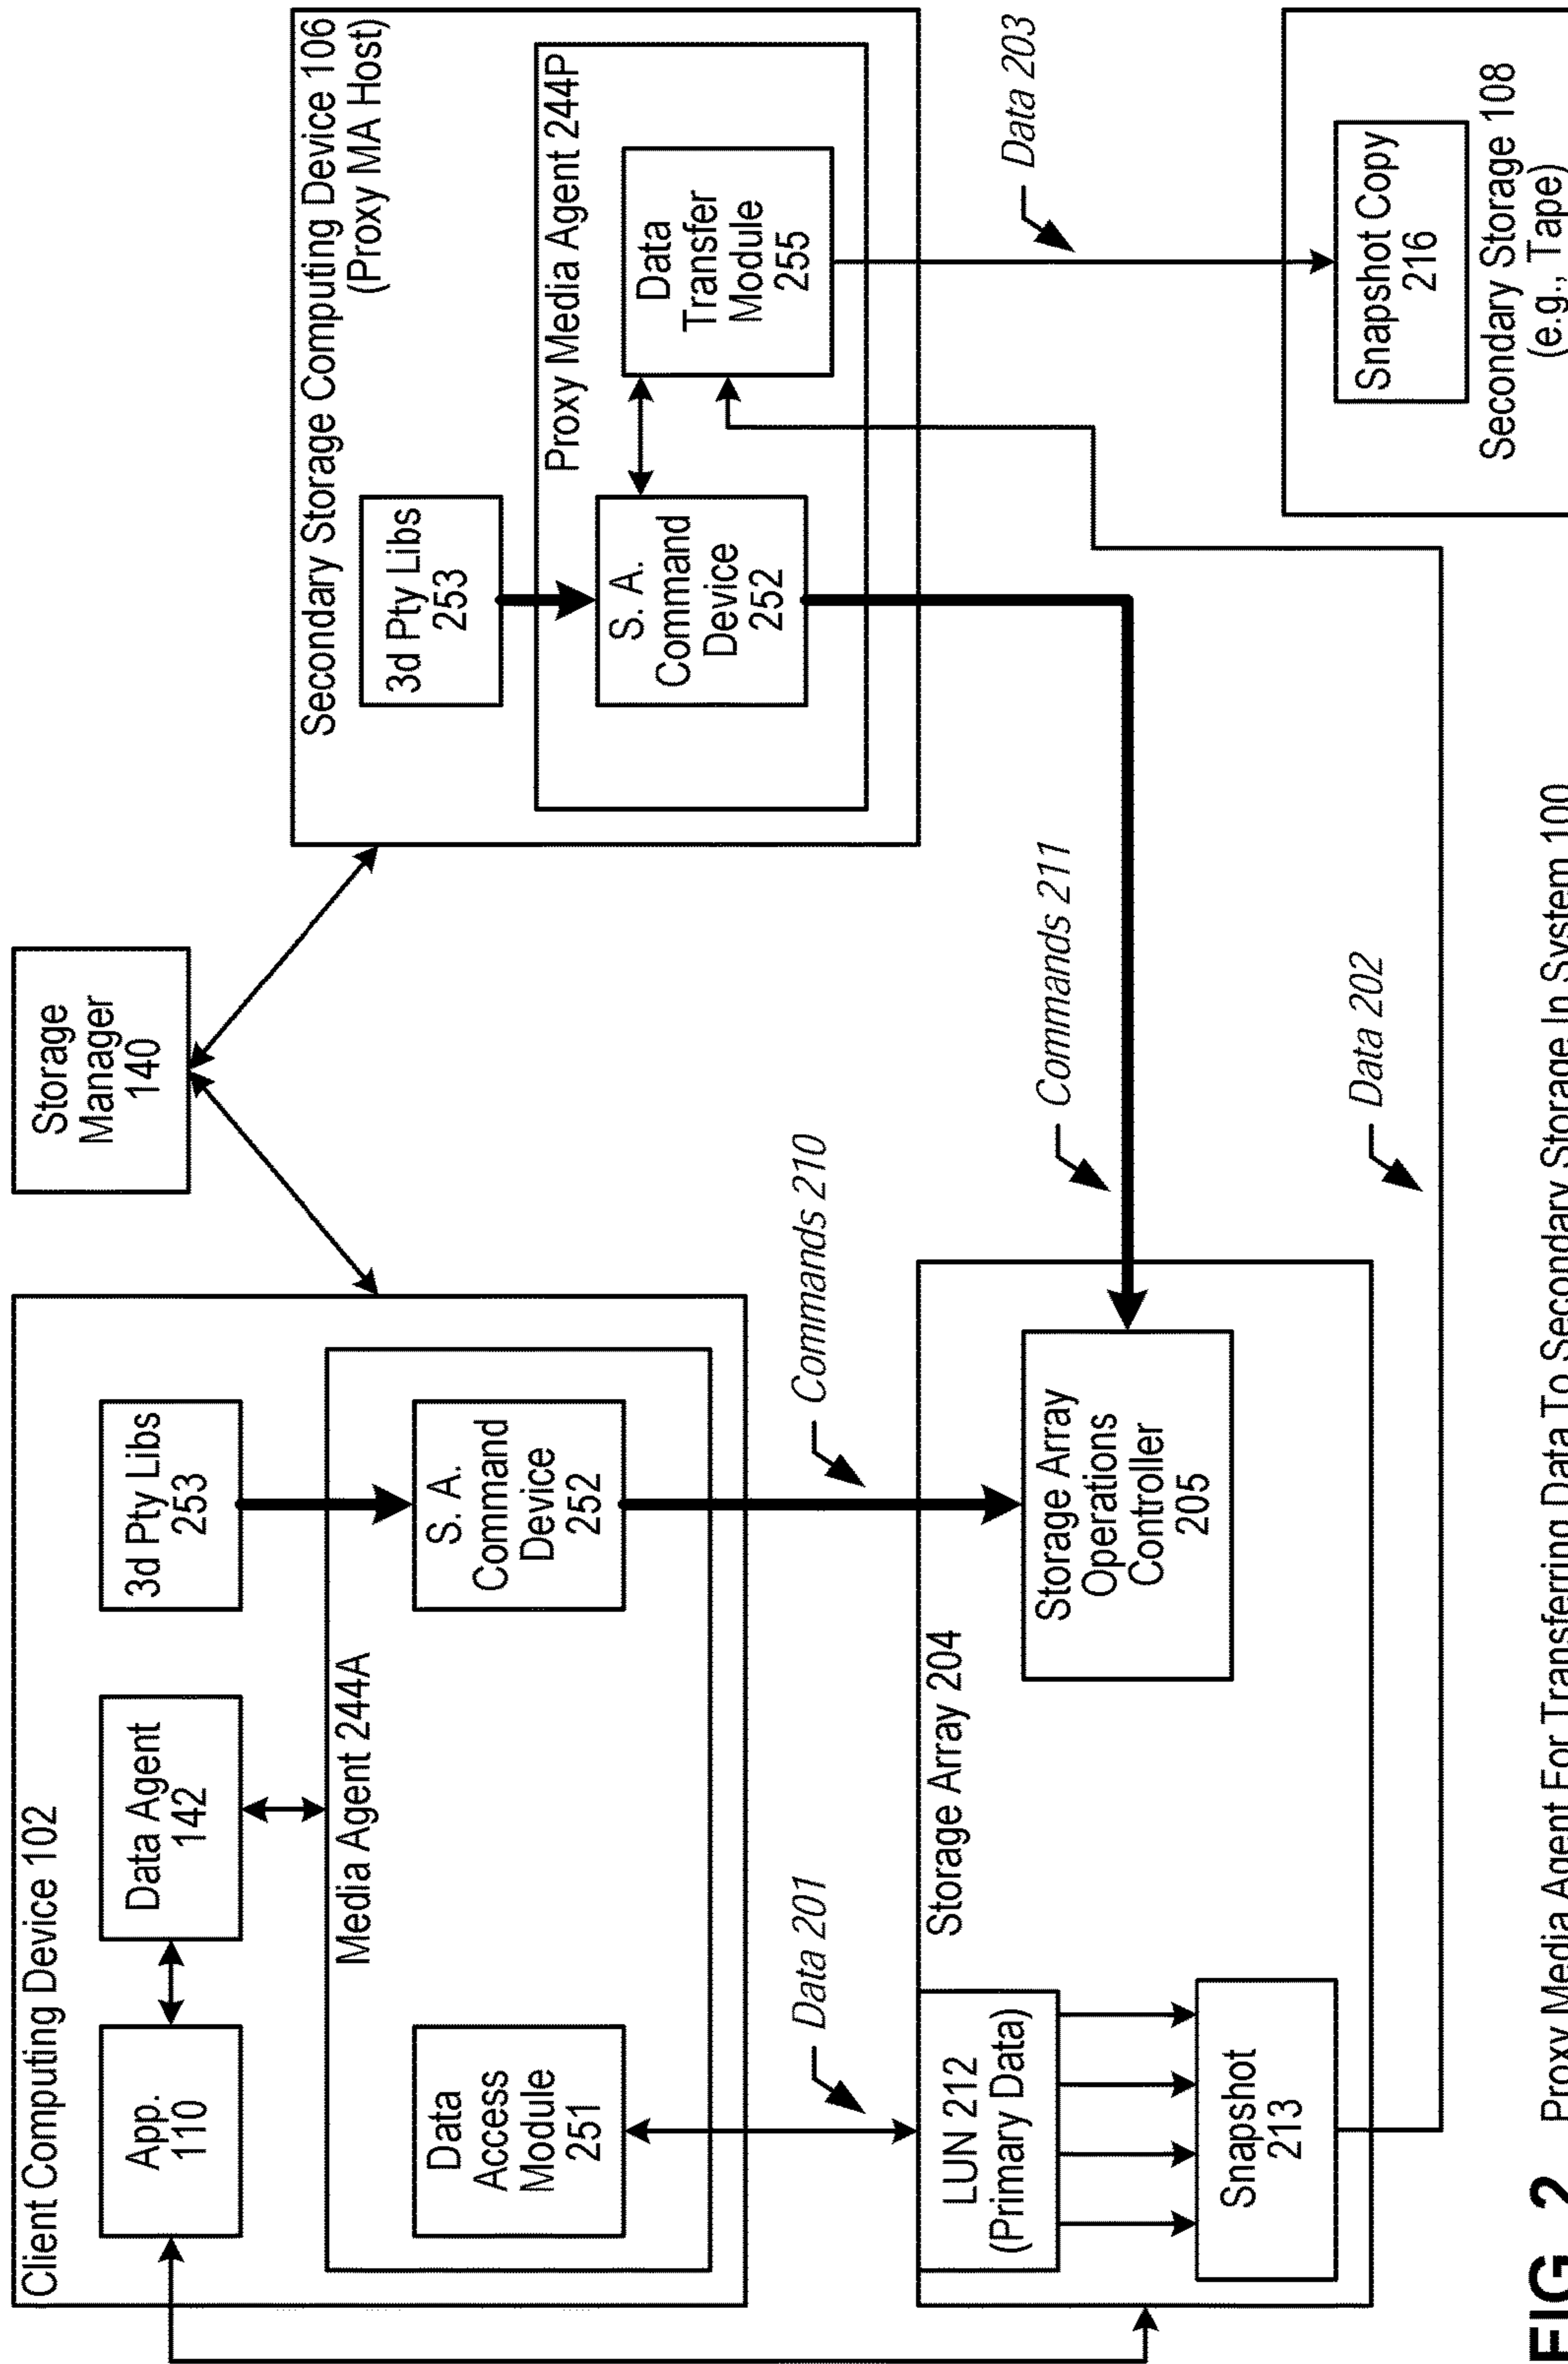 Client Computing Device 102
App.
110
Data Agent
142
3d Pty Libs
253
Media Agent 244A
Data
Access
Module
251
S. A.
Command
Device
252
Storage
Manager
140
Secondary Storage Computing Device 106
(Proxy MA Host)
3d Pty Libs
253
Proxy Media Agent 244P
S. A.
Command
Device
252
Data
Transfer
Module
255
Data 201
Commands 210
Commands 211
Data 203
Storage Array 204
LUN 212
(Primary Data)
Snapshot
213
Storage Array
Operations
Controller
205
Data 202
Snapshot Copy
216
Secondary Storage 108
(e.g., Tape)
FIG. 2 Proxy Media Agent For Transferring Data To Secondary Storage In System 100